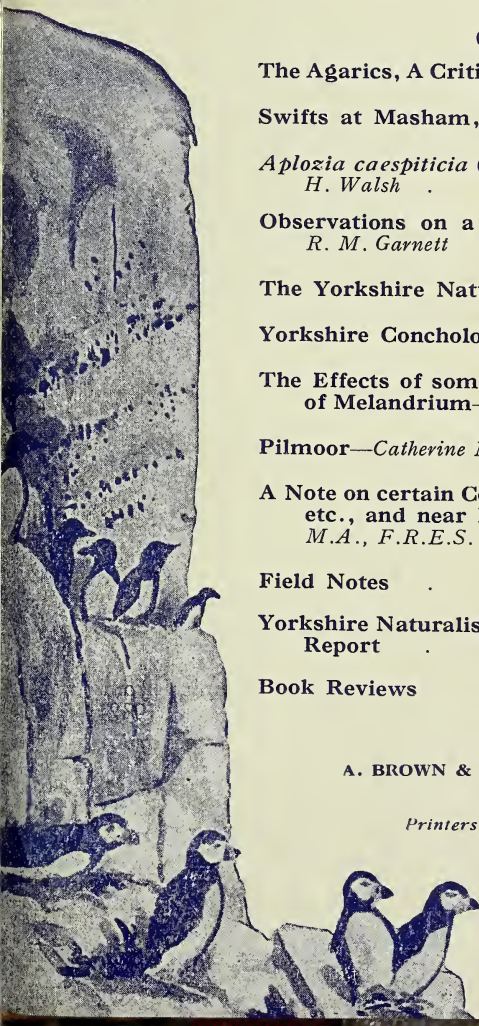 The Agarics, A Criti
Swifts at Masham,
Aplozia caespiticia
H. Walsh .
Observations on a
R. M. Garnett
The Yorkshire Nat
Yorkshire Concholo
The Effects of som
of Melandrium—
Pilmoor—Catherine
A Note on certain C
etc., and near
M.A., F.R.E.S.
Field Notes .
Yorkshire Naturalis
Report .
Book Reviews
A. BROWN &
Printers